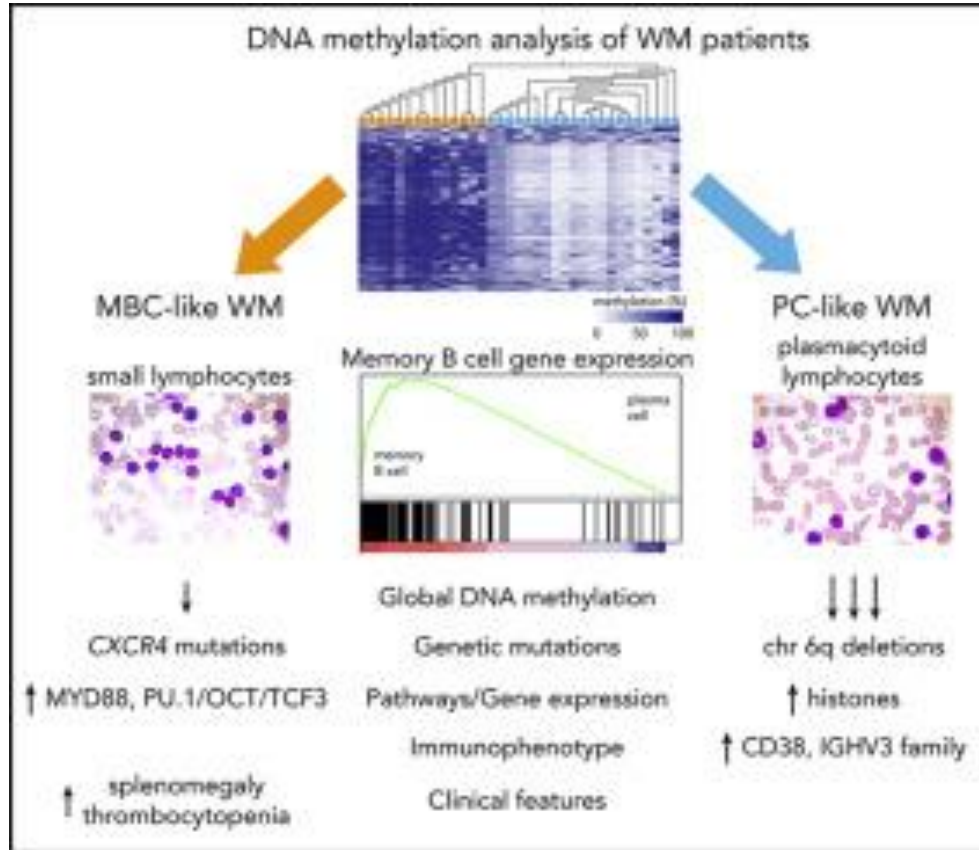 DNA methylation analysis of WM patients
methylation (%)
0 50 100
MBC-like WM
PC-like WM
small lymphocytes
plasmacytoid
lymphocytes
Memory B cell gene expression
plasma
cell
memory
B cell
Global DNA methylation
CXCR4 mutations
Genetic mutations
chr 6q deletions
↑ MYD88, PU.1/OCT/TCF3
Pathways/Gene expression
↑ histones
Immunophenotype
↑ CD38, IGHV3 family
↑ splenomegaly
thrombocytopenia
Clinical features